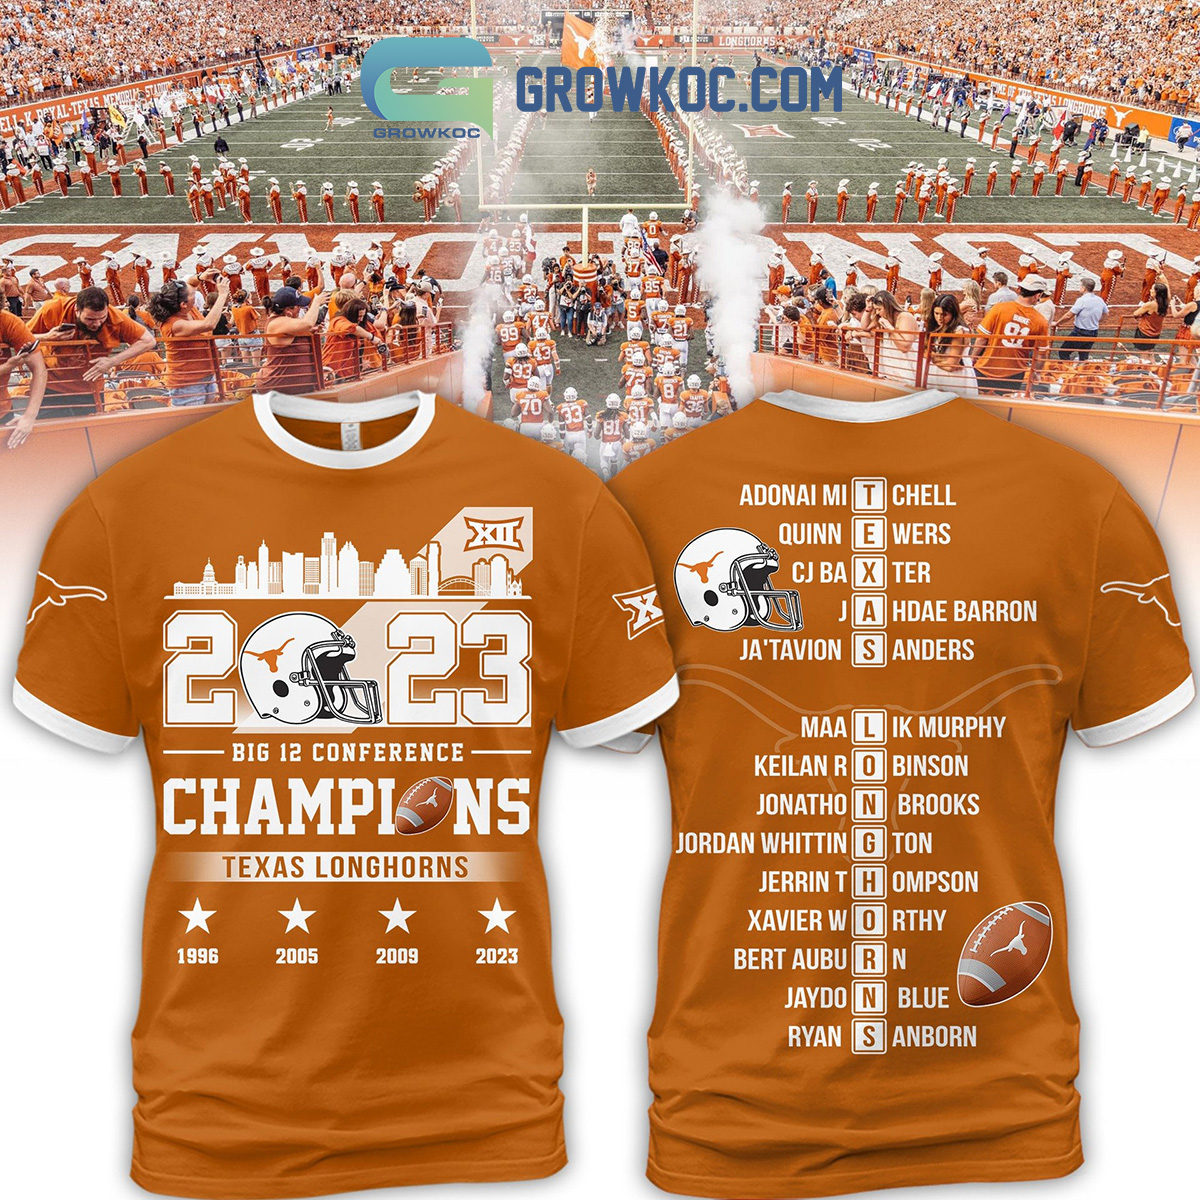 GROWKOC.COM
GROWKOC
LONGHORNS
XII
2023
BIG 12 CONFERENCE
CHAMPIONS
TEXAS LONGHORNS
1996 2005 2009 2023
ADONAI MITCHELL
QUINN EWERS
CJ BAXTER
JAHDAE BARRON
JA'TAVION SANDERS
MAALIK MURPHY
KEILAN ROBINSON
JONATHON BROOKS
JORDAN WHITTINGTON
JERRIN THOMPSON
XAVIER WORTHY
BERT AUBURN
JAYDON BLUE
RYAN SANBORN